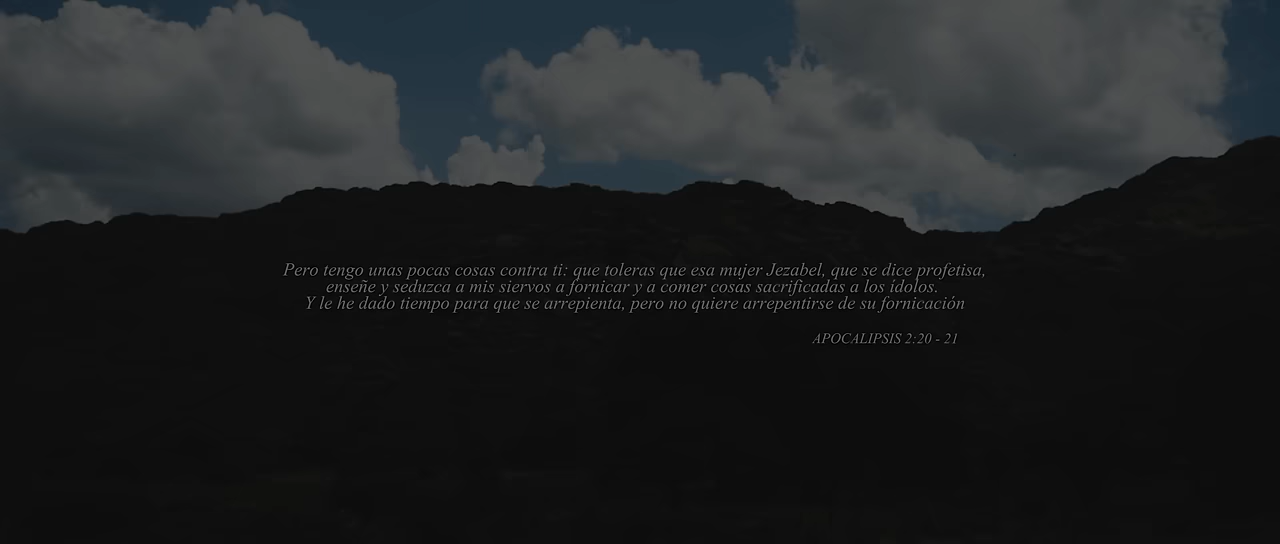 Pero tengo unas pocas cosas contra ti: que toleras que esa mujer Jezabel, que se dice profetisa,
enseñe y seduzca a mis siervos a fornicar y a comer cosas sacrificadas a los ídolos.
Y le he dado tiempo para que se arrepienta, pero no quiere arrepentirse de su fornicación
APOCALIPSIS 2:20 - 21